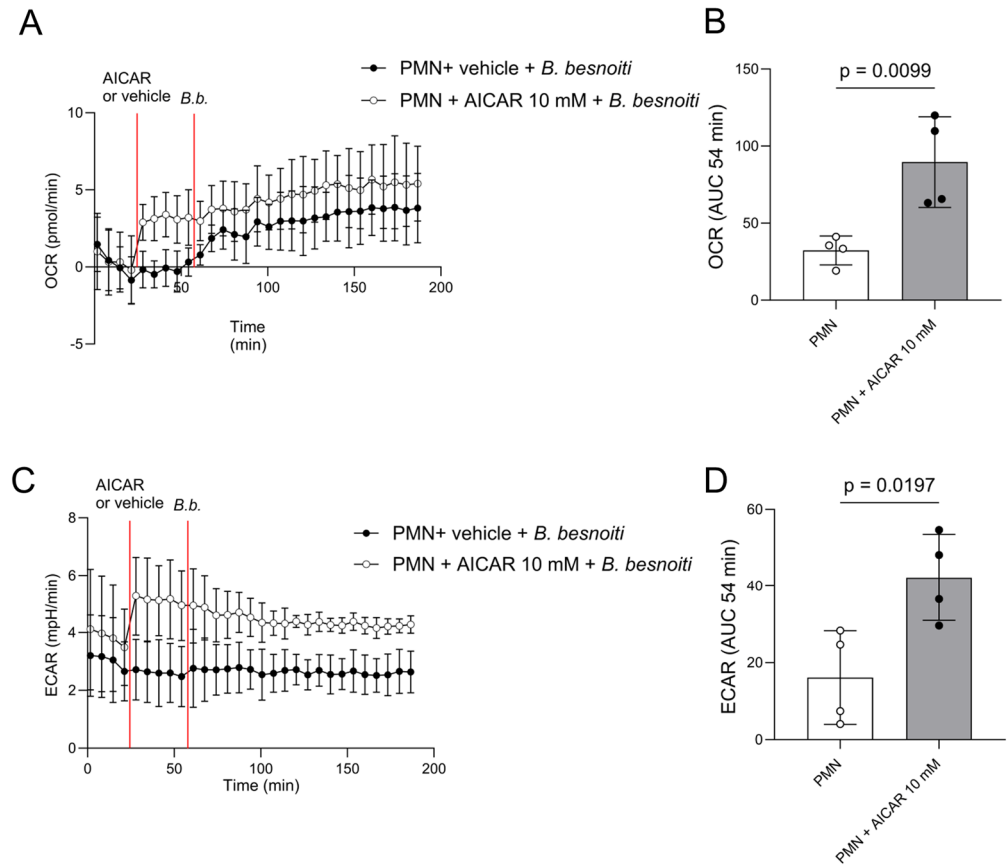 A
AICAR
or vehicle
B.b.
PMN+ vehicle + B. besnoiti
PMN + AICAR 10 mM + B. besnoiti
OCR (pmol/min)
10
5
0
-5
50
100
150
200
Time
(min)
B
p = 0.0099
OCR (AUC 54 min)
150
100
50
0
PMN
PMN + AICAR 10 mM
C
AICAR
or vehicle
B.b.
PMN+ vehicle + B. besnoiti
PMN + AICAR 10 mM + B. besnoiti
ECAR (mpH/min)
8
6
4
2
0
0
50
100
150
200
Time (min)
D
p = 0.0197
ECAR (AUC 54 min)
60
40
20
0
PMN
PMN + AICAR 10 mM